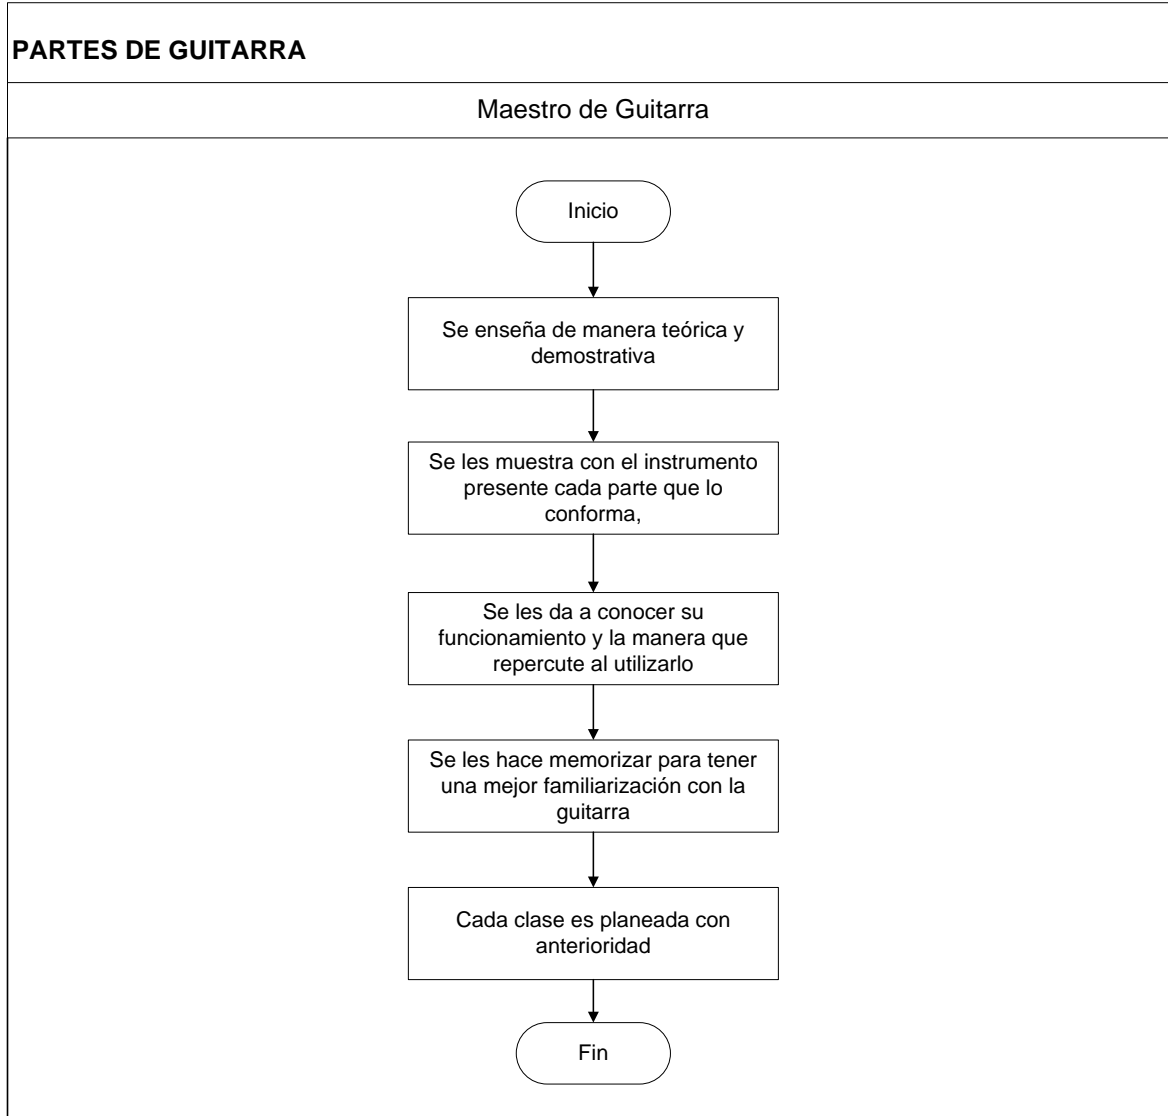 PARTES DE GUITARRA
Maestro de Guitarra
Inicio
Se enseña de manera teórica y
demostrativa
Se les muestra con el instrumento
presente cada parte que lo
conforma,
Se les da a conocer su
funcionamiento y la manera que
repercute al utilizarlo
Se les hace memorizar para tener
una mejor familiarización con la
guitarra
Cada clase es planeada con
anterioridad
Fin